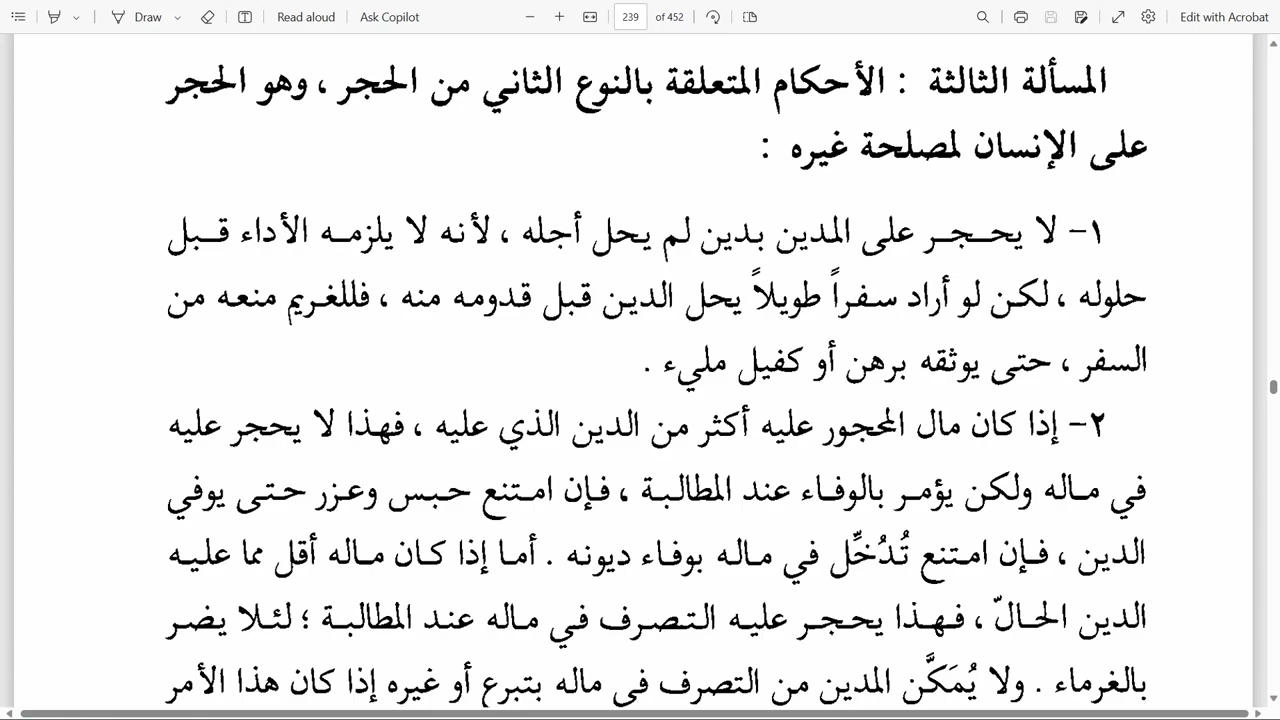 Draw
Read aloud
Ask Copilot
239 of 452
Edit with Acrobat
المسألة الثالثة : الأحكام المتعلقة بالنوع الثاني من الحجر ، وهو الحجر
على الإنسان لمصلحة غيره :
١- لا يحجر على المدين بدين لم يحل أجله ، لأنه لا يلزمه الأداء قبل
حلوله ، لكن لو أراد سفراً طويلاً يحل الدين قبل قدومه منه ، فللغريم منعه من
السفر ، حتى يوثقه برهن أو كفيل مليء .
٢- إذا كان مال المحجور عليه أكثر من الدين الذي عليه ، فهذا لا يحجر عليه
في ماله ولكن يؤمر بالوفاء عند المطالبة ، فإن امتنع حبس وعزر حتى يوفي
الدين ، فإن امتنع تُدُخِّل في ماله بوفاء ديونه . أما إذا كان ماله أقل مما عليه
الدين الحالّ ، فهذا يحجر عليه التصرف في ماله عند المطالبة ؛ لئلا يضر
بالغرماء . ولا يُمَكَّن المدين من التصرف في ماله بتبرع أو غيره إذا كان هذا الأمر